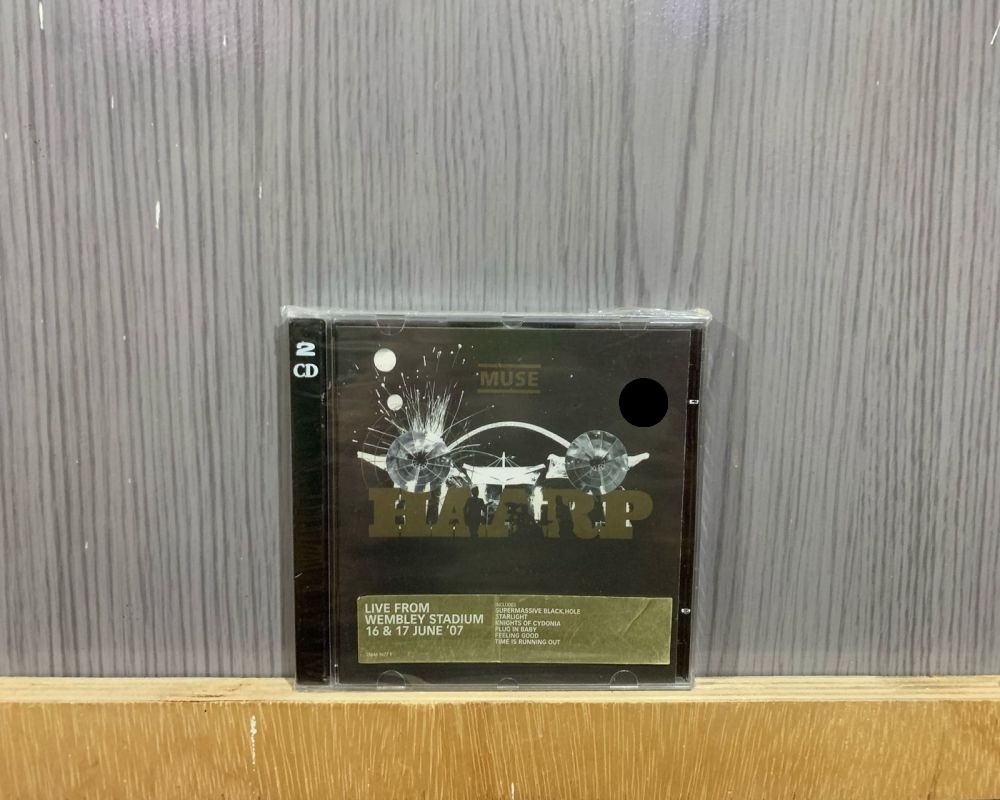 2
CD
MUSE
HAARP
LIVE FROM
WEMBLEY STADIUM
16 & 17 JUNE '07
INCLUDES
SUPERMASSIVE BLACK HOLE
STARLIGHT
KNIGHTS OF CYDONIA
PLUG IN BABY
FEELING GOOD
TIME IS RUNNING OUT